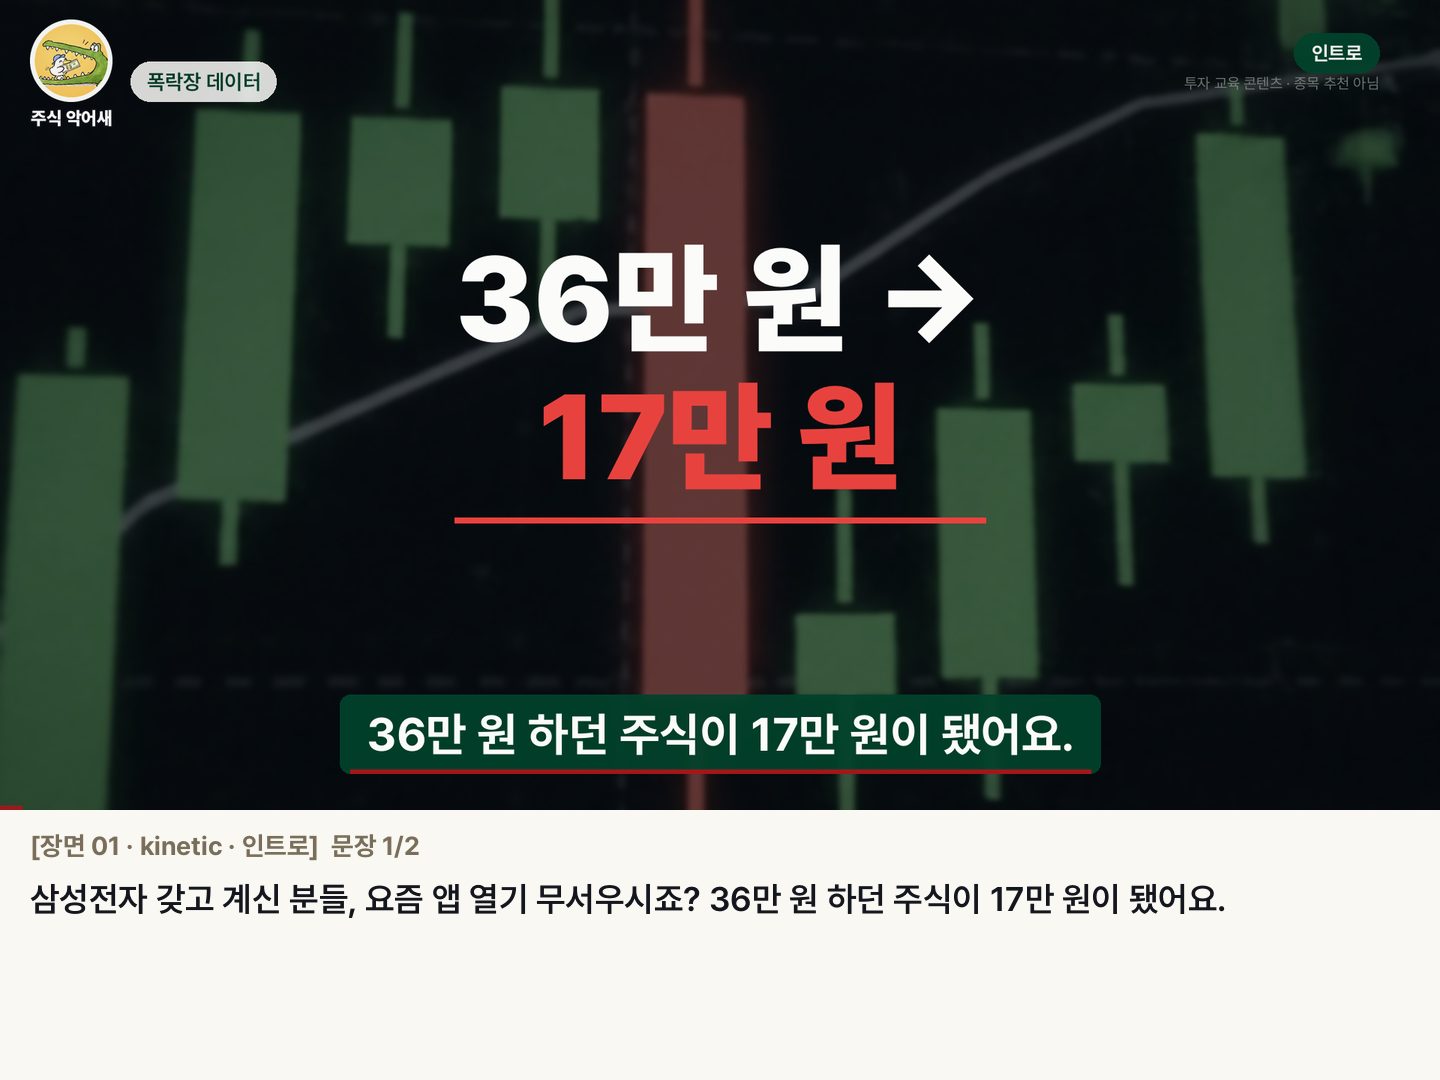 주식 악어새
폭락장 데이터
인트로
투자 교육 콘텐츠 · 종목 추천 아님
36만 원 →
17만 원
36만 원 하던 주식이 17만 원이 됐어요.
[장면 01 · kinetic · 인트로] 문장 1/2
삼성전자 갖고 계신 분들, 요즘 앱 열기 무서우시죠? 36만 원 하던 주식이 17만 원이 됐어요.